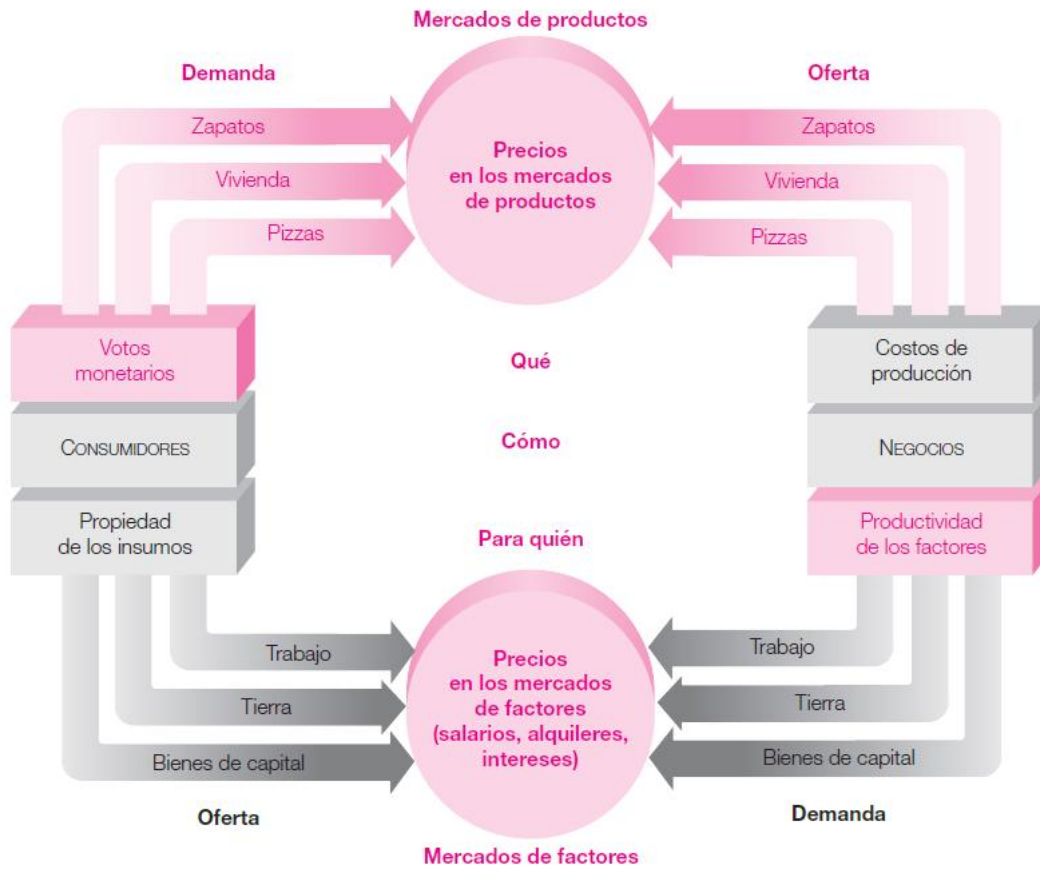 Mercados de productos
Demanda
Oferta
Zapatos
Vivienda
Pizzas
Precios
en los mercados
de productos
Zapatos
Vivienda
Pizzas
Votos
monetarios
CONSUMIDORES
Propiedad
de los insumos
Qué
Cómo
Para quién
Costos de
producción
NEGOCIOS
Productividad
de los factores
Trabajo
Tierra
Bienes de capital
Precios
en los mercados
de factores
(salarios, alquileres,
intereses)
Trabajo
Tierra
Bienes de capital
Oferta
Demanda
Mercados de factores